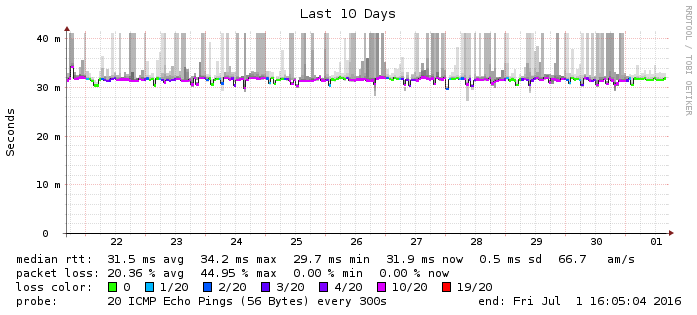 Last 10 Days
RRDTOOL / TOBI OETIKER
Seconds
40 m
30 m
20 m
10 m
0
22 23 24 25 26 27 28 29 30 01
median rtt: 31.5 ms avg 34.2 ms max 29.7 ms min 31.9 ms now 0.5 ms sd 66.7 am/s
packet loss: 20.36 % avg 44.95 % max 0.00 % min 0.00 % now
loss color: 0 1/20 2/20 3/20 4/20 10/20 19/20
probe: 20 ICMP Echo Pings (56 Bytes) every 300s end: Fri Jul 1 16:05:04 2016